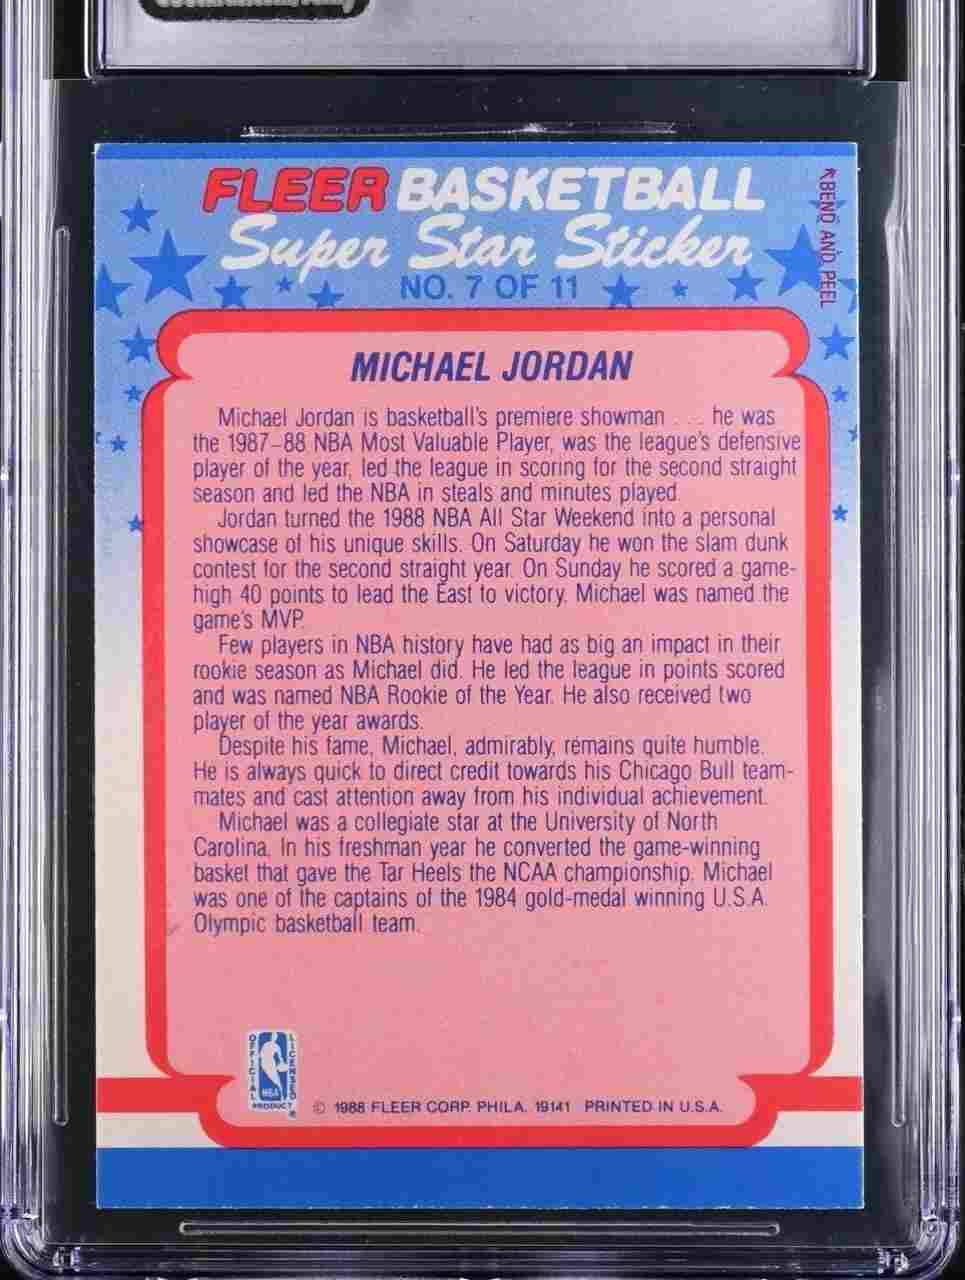 FLEER BASKETBALL
Super Star Sticker
NO. 7 OF 11
BEND AND PEEL
MICHAEL JORDAN
Michael Jordan is basketball's premiere showman . . . he was
the 1987-88 NBA Most Valuable Player, was the league's defensive
player of the year, led the league in scoring for the second straight
season and led the NBA in steals and minutes played.
Jordan turned the 1988 NBA All Star Weekend into a personal
showcase of his unique skills. On Saturday he won the slam dunk
contest for the second straight year. On Sunday he scored a game-
high 40 points to lead the East to victory. Michael was named the
game's MVP.
Few players in NBA history have had as big an impact in their
rookie season as Michael did. He led the league in points scored
and was named NBA Rookie of the Year. He also received two
player of the year awards.
Despite his fame, Michael, admirably, remains quite humble.
He is always quick to direct credit towards his Chicago Bull team-
mates and cast attention away from his individual achievement.
Michael was a collegiate star at the University of North
Carolina. In his freshman year he converted the game-winning
basket that gave the Tar Heels the NCAA championship. Michael
was one of the captains of the 1984 gold-medal winning U.S.A.
Olympic basketball team.
OFFICIAL LICENSED
NBA
PRODUCT ®
© 1988 FLEER CORP. PHILA. 19141 PRINTED IN U.S.A.